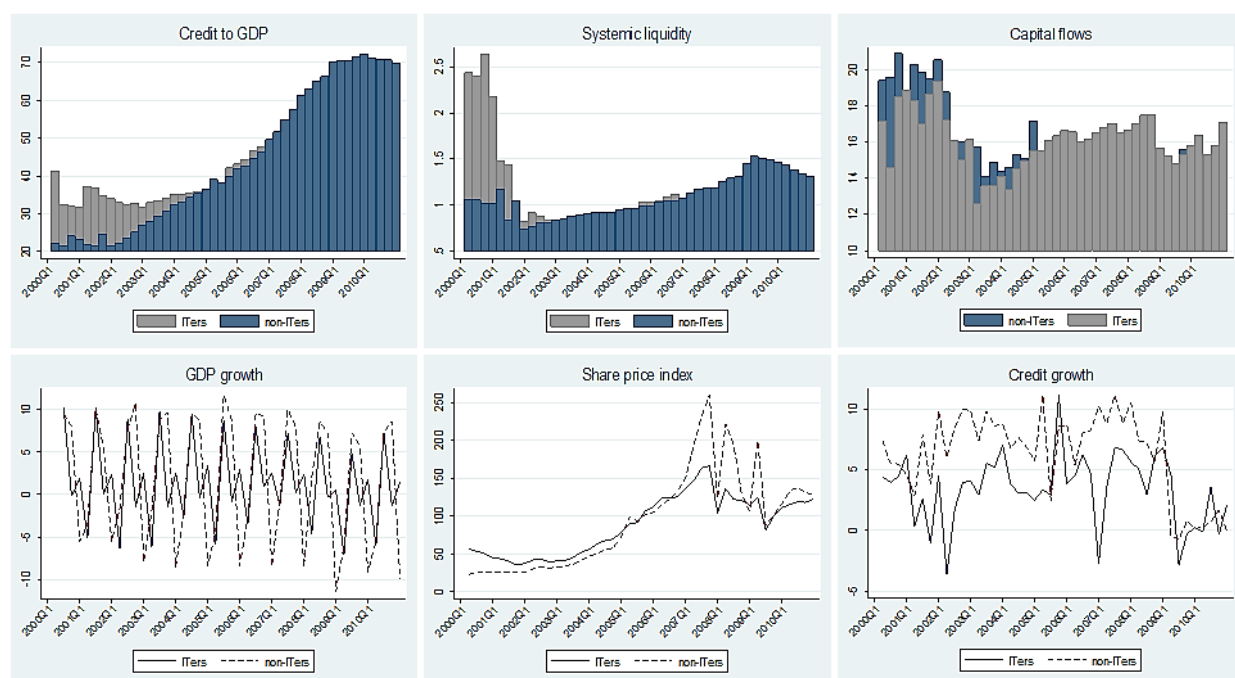 Credit to GDP
70
60
50
40
30
20
2000Q1 2001Q1 2002Q1 2003Q1 2004Q1 2005Q1 2006Q1 2007Q1 2008Q1 2009Q1 2010Q1
ITers non-ITers
Systemic liquidity
2.5
2
1.5
1
.5
2000Q1 2001Q1 2002Q1 2003Q1 2004Q1 2005Q1 2006Q1 2007Q1 2008Q1 2009Q1 2010Q1
ITers non-ITers
Capital flows
20
18
16
14
12
10
2000Q1 2001Q1 2002Q1 2003Q1 2004Q1 2005Q1 2006Q1 2007Q1 2008Q1 2009Q1 2010Q1
non-ITers ITers
GDP growth
10
5
0
-5
-10
2000Q1 2001Q1 2002Q1 2003Q1 2004Q1 2005Q1 2006Q1 2007Q1 2008Q1 2009Q1 2010Q1
ITers non-ITers
Share price index
250
200
150
100
50
0
2000Q1 2001Q1 2002Q1 2003Q1 2004Q1 2005Q1 2006Q1 2007Q1 2008Q1 2009Q1 2010Q1
ITers non-ITers
Credit growth
10
5
0
-5
2000Q1 2001Q1 2002Q1 2003Q1 2004Q1 2005Q1 2006Q1 2007Q1 2008Q1 2009Q1 2010Q1
ITers non-ITers